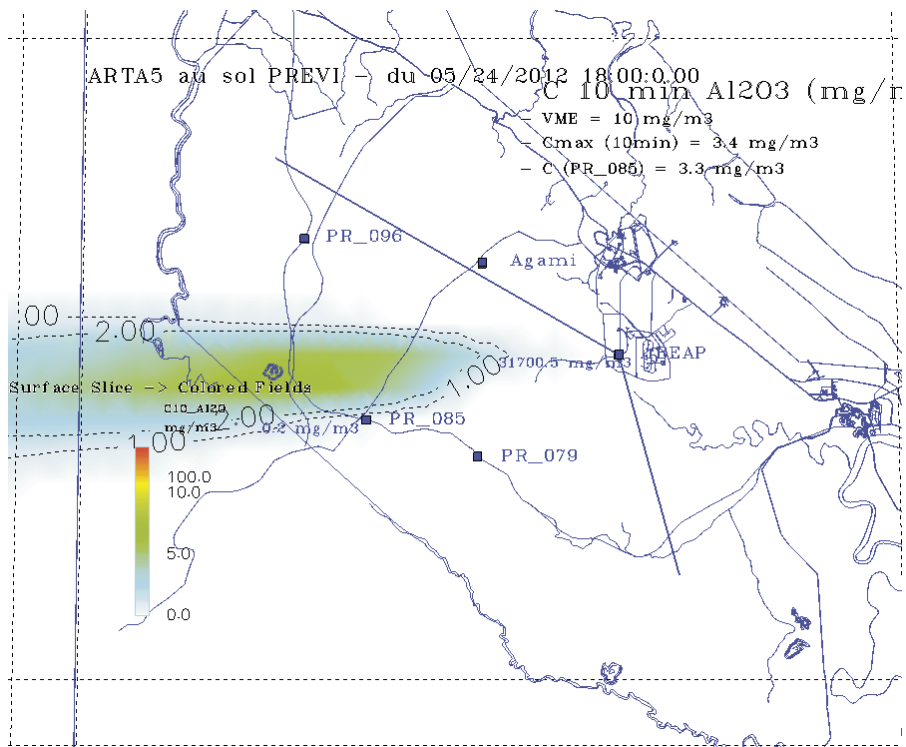 ARTA5 au sol PREVI - du 05/24/2012 18:00:0.00
C 10 min Al2O3 (mg/m
- VME = 10 mg/m3
- Cmax (10min) = 3.4 mg/m3
- C (PR_085) = 3.3 mg/m3
PR_096
Agami
00
2.00
1.00
31700.5 mg/m3
Surface Slice -> Colored Fields
C10_Al2O
mg/m3
2.00
0.2 mg/m3
PR_085
1.00
PR_079
100.0
10.0
5.0
0.0